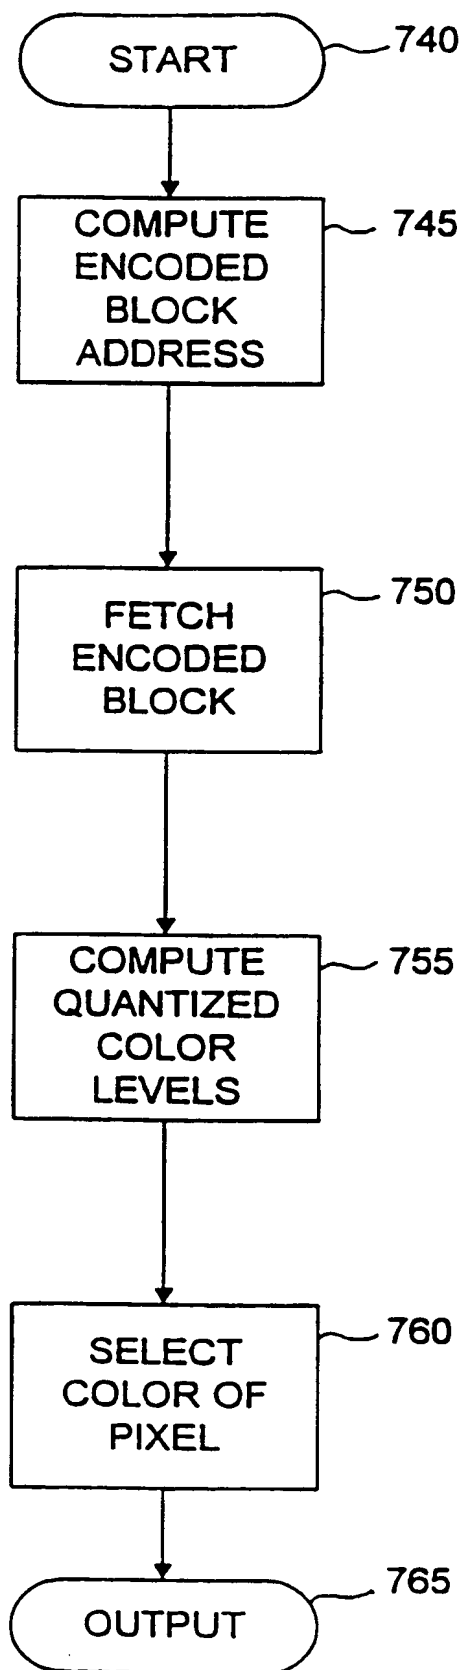 START
740
COMPUTE
ENCODED
BLOCK
ADDRESS
745
FETCH
ENCODED
BLOCK
750
COMPUTE
QUANTIZED
COLOR
LEVELS
755
SELECT
COLOR OF
PIXEL
760
OUTPUT
765